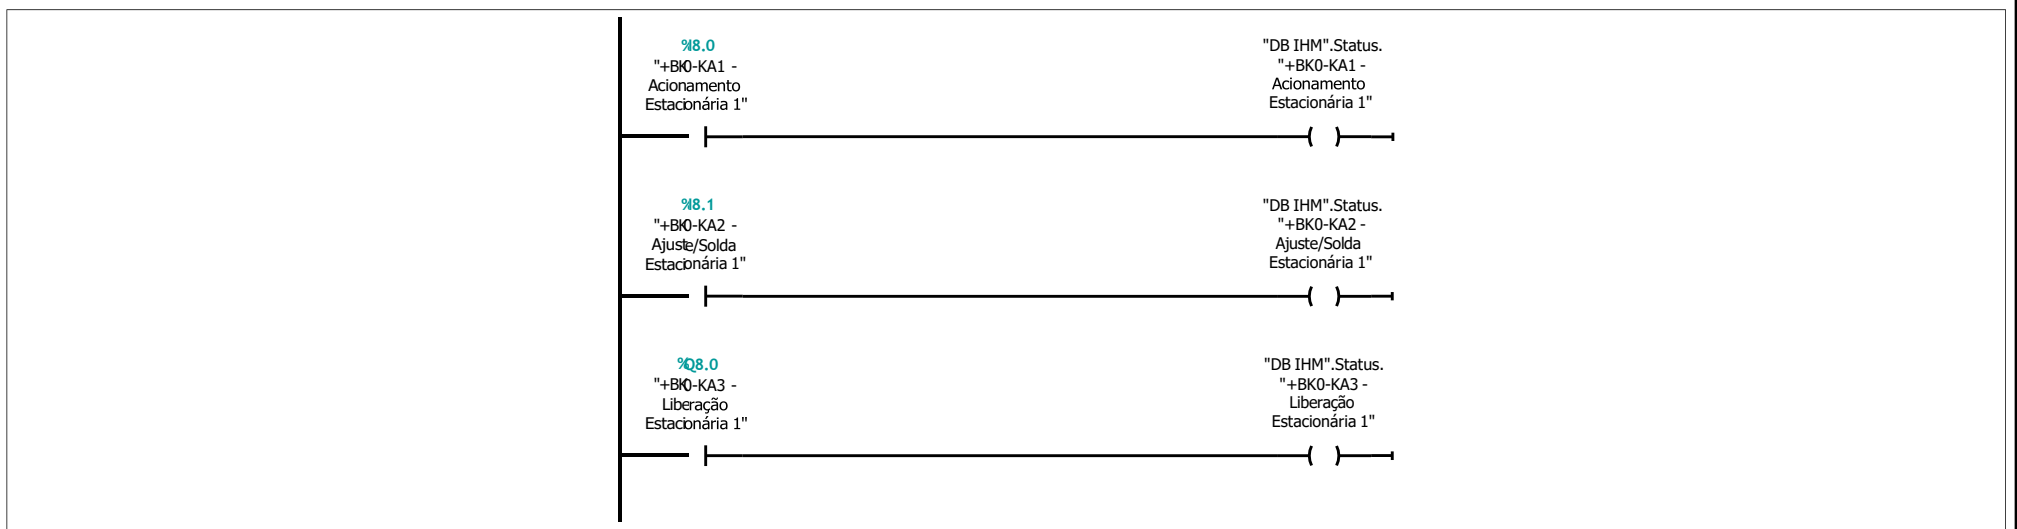 %I8.0
"+BK0-KA1 -
Acionamento
Estacionária 1"
"DB IHM".Status.
"+BK0-KA1 -
Acionamento
Estacionária 1"
%I8.1
"+BK0-KA2 -
Ajuste/Solda
Estacionária 1"
"DB IHM".Status.
"+BK0-KA2 -
Ajuste/Solda
Estacionária 1"
%Q8.0
"+BK0-KA3 -
Liberação
Estacionária 1"
"DB IHM".Status.
"+BK0-KA3 -
Liberação
Estacionária 1"